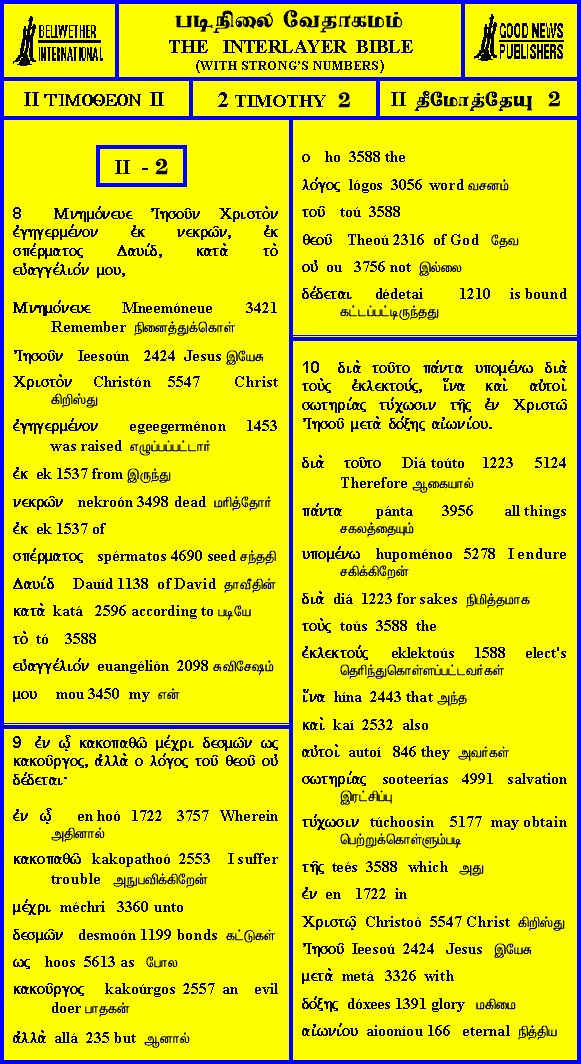 BELLWETHER
INTERNATIONAL
படிநிலை வேதாகமம்
THE INTERLAYER BIBLE
(WITH STRONG'S NUMBERS)
GOOD NEWS
PUBLISHERS
II ΤΙΜΟΘΕΟΝ II
2 TIMOTHY 2
II தீமோத்தேயு 2
II - 2
8 Μνημόνευε Ἰησοῦν Χριστὸν
ἐγηγερμένον ἐκ νεκρῶν, ἐκ
σπέρματος Δαυίδ, κατὰ τὸ
εὐαγγέλιόν μου,
Μνημόνευε Mneemóneue 3421
Remember நினைத்துக்கொள்
Ἰησοῦν Ieesoún 2424 Jesus இயேசு
Χριστὸν Christón 5547 Christ
கிறிஸ்து
ἐγηγερμένον egeegerménon 1453
was raised எழுப்பப்பட்டார்
ἐκ ek 1537 from இருந்து
νεκρῶν nekroón 3498 dead மரித்தோர்
ἐκ ek 1537 of
σπέρματος spérmatos 4690 seed சந்ததி
Δαυίδ Dauíd 1138 of David தாவீதின்
κατὰ katá 2596 according to படியே
τὸ tó 3588
εὐαγγέλιόν euangélión 2098 சுவிசேஷம்
μου mou 3450 my என்
9 ἐν ᾧ κακοπαθῶ μέχρι δεσμῶν ως
κακοῦργος, ἀλλὰ ο λόγος τοῦ θεοῦ οὐ
δέδεται·
ἐν ᾧ en hoó 1722 3757 Wherein
அதினால்
κακοπαθῶ kakopathoó 2553 I suffer
trouble அநுபவிக்கிறேன்
μέχρι méchri 3360 unto
δεσμῶν desmoón 1199 bonds கட்டுகள்
ως hoos 5613 as போல
κακοῦργος kakoúrgos 2557 an evil
doer பாதகன்
ἀλλὰ allá 235 but ஆனால்
ο ho 3588 the
λόγος lógos 3056 word வசனம்
τοῦ toú 3588
θεοῦ Theoú 2316 of God தேவ
οὐ ou 3756 not இல்லை
δέδεται dédetai 1210 is bound
கட்டப்பட்டிருந்தது
10 διὰ τοῦτο πάντα υπομένω διὰ
τοὺς ἐκλεκτούς, ἵνα καὶ αὐτοὶ
σωτηρίας τύχωσιν τῆς ἐν Χριστῷ
Ἰησοῦ μετὰ δόξης αἰωνίου.
διὰ τοῦτο Diá toúto 1223 5124
Therefore ஆகையால்
πάντα pánta 3956 all things
சகலத்தையும்
υπομένω hupoménoo 5278 I endure
சகிக்கிறேன்
διὰ diá 1223 for sakes நிமித்தமாக
τοὺς toús 3588 the
ἐκλεκτούς eklektoús 1588 elect's
தெரிந்துகொள்ளப்பட்டவர்கள்
ἵνα hína 2443 that அந்த
καὶ kaí 2532 also
αὐτοὶ autoí 846 they அவர்கள்
σωτηρίας sooteerías 4991 salvation
இரட்சிப்பு
τύχωσιν túchoosin 5177 may obtain
பெற்றுக்கொள்ளும்படி
τῆς teés 3588 which அது
ἐν en 1722 in
Χριστῷ Christoó 5547 Christ கிறிஸ்து
Ἰησοῦ Ieesoú 2424 Jesus இயேசு
μετὰ metá 3326 with
δόξης dóxees 1391 glory மகிமை
αἰωνίου aiooníou 166 eternal நித்திய